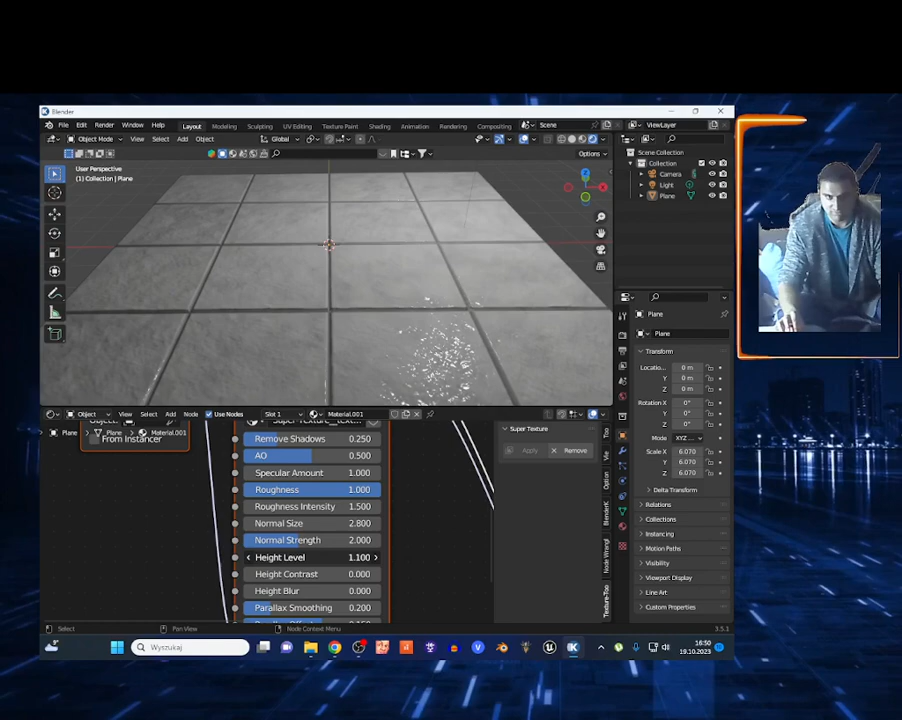 Blender
File Edit Render Window Help Layout Modeling Sculpting UV Editing Texture Paint Shading Animation Rendering Compositing Scene ViewLayer
Object Mode View Select Add Object Global
Options
User Perspective
(1) Collection | Plane
Scene Collection
Collection
Camera
Light
Plane
Z
X
Plane
Plane
Transform
Locatio... 0 m
Y 0 m
Z 0 m
Rotation X 0°
Y 0°
Z 0°
Mode XYZ ...
Scale X 6.070
Y 6.070
Z 6.070
Delta Transform
Relations
Collections
Instancing
Motion Paths
Visibility
Viewport Display
Line Art
Custom Properties
Object View Select Add Node Use Nodes Slot 1 Material.001
Plane Plane Material.001
From Instancer
Remove Shadows 0.250
AO 0.500
Specular Amount 1.000
Roughness 1.000
Roughness Intensity 1.500
Normal Size 2.800
Normal Strength 2.000
Height Level 1.100
Height Contrast 0.000
Height Blur 0.000
Parallax Smoothing 0.200
Super Texture
Apply Remove
Option
Node Wrangl
Texture-Too
Select Pan View Node Context Menu 3.5.1
Wyszukaj
16:50
19.10.2023